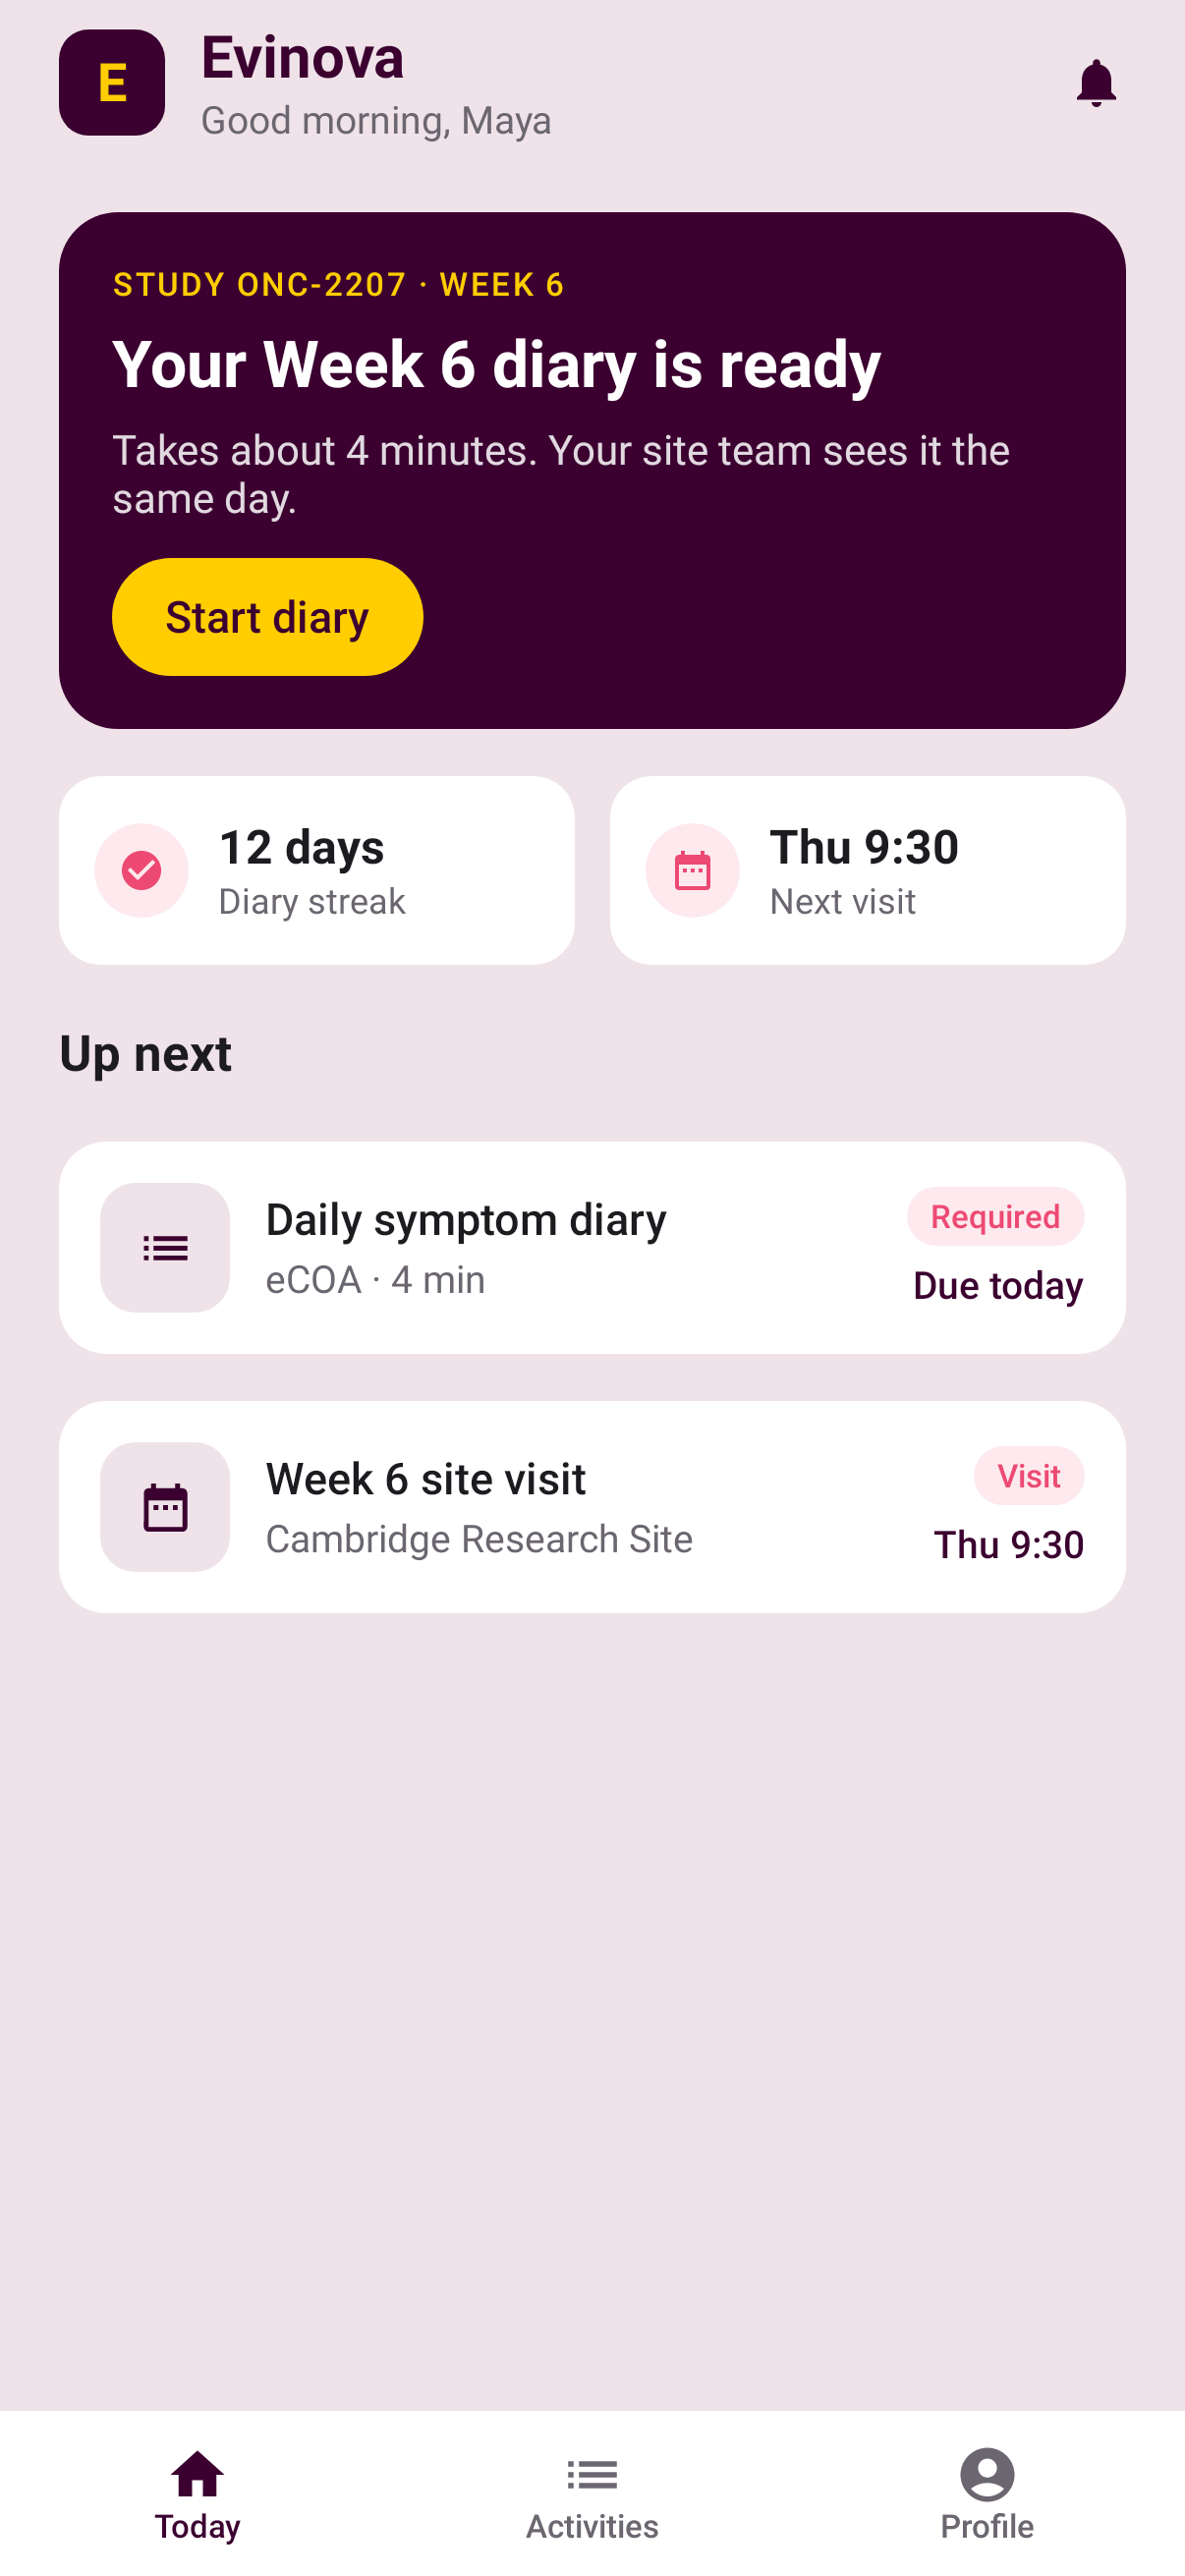 E
Evinova
Good morning, Maya
STUDY ONC-2207 · WEEK 6
Your Week 6 diary is ready
Takes about 4 minutes. Your site team sees it the
same day.
Start diary
12 days
Diary streak
Thu 9:30
Next visit
Up next
Daily symptom diary
eCOA · 4 min
Required
Due today
Week 6 site visit
Cambridge Research Site
Visit
Thu 9:30
Today
Activities
Profile